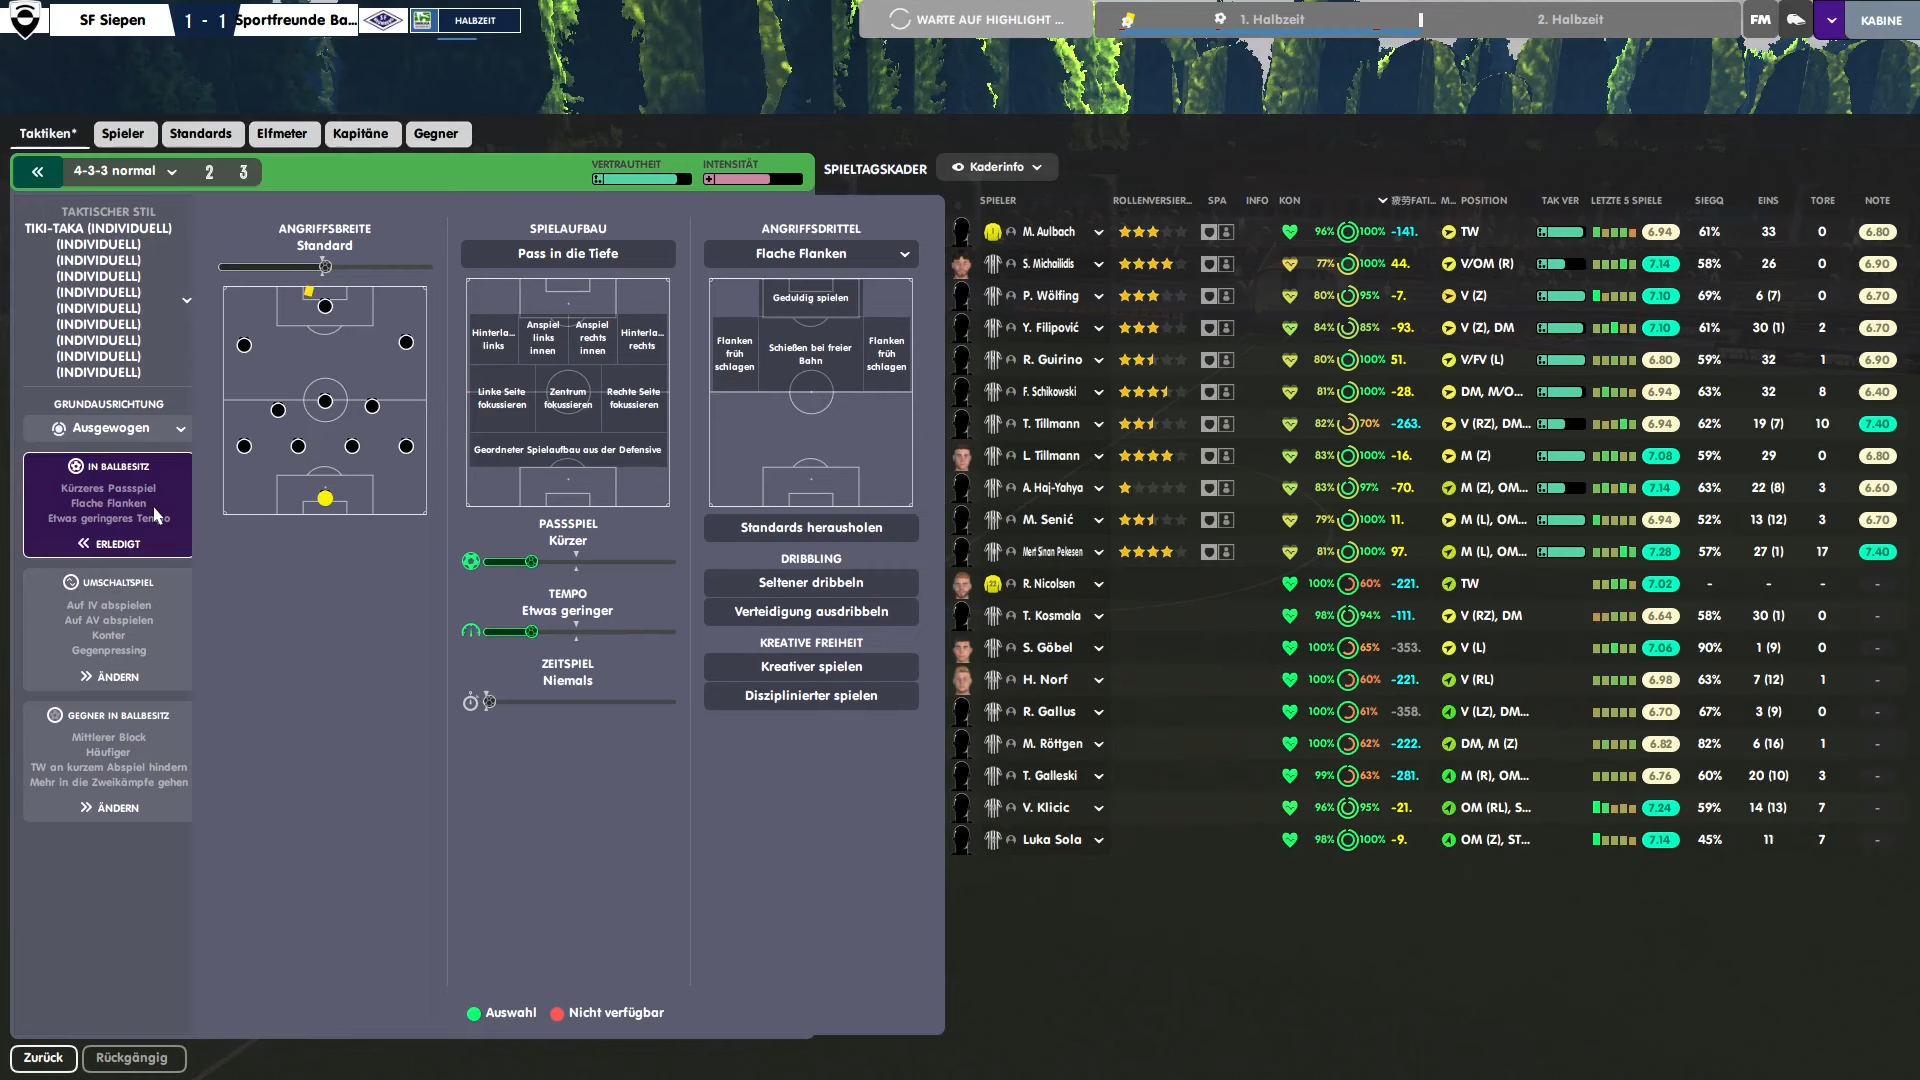 SF Siepen 1 - 1 Sportfreunde Ba... HALBZEIT
WARTE AUF HIGHLIGHT ...
1. Halbzeit
2. Halbzeit
FM
KABINE
Taktiken*
Spieler
Standards
Elfmeter
Kapitäne
Gegner
4-3-3 normal
2
3
VERTRAUTHEIT
INTENSITÄT
SPIELTAGSKADER
Kaderinfo
TAKTISCHER STIL
TIKI-TAKA (INDIVIDUELL)
(INDIVIDUELL)
(INDIVIDUELL)
(INDIVIDUELL)
(INDIVIDUELL)
(INDIVIDUELL)
(INDIVIDUELL)
(INDIVIDUELL)
(INDIVIDUELL)
(INDIVIDUELL)
GRUNDAUSRICHTUNG
Ausgewogen
IN BALLBESITZ
Kürzeres Passspiel
Flache Flanken
Etwas geringeres Tempo
ERLEDIGT
UMSCHALTSPIEL
Auf IV abspielen
Auf AV abspielen
Konter
Gegenpressing
ÄNDERN
GEGNER IN BALLBESITZ
Mittlerer Block
Häufiger
TW an kurzem Abspiel hindern
Mehr in die Zweikämpfe gehen
ÄNDERN
ANGRIFFSBREITE
Standard
SPIELAUFBAU
Pass in die Tiefe
Hinterla... links
Anspiel links innen
Anspiel rechts innen
Hinterla... rechts
Linke Seite fokussieren
Zentrum fokussieren
Rechte Seite fokussieren
Geordneter Spielaufbau aus der Defensive
PASSSPIEL
Kürzer
TEMPO
Etwas geringer
ZEITSPIEL
Niemals
ANGRIFFSDRITTEL
Flache Flanken
Geduldig spielen
Flanken früh schlagen
Schießen bei freier Bahn
Flanken früh schlagen
Standards herausholen
DRIBBLING
Seltener dribbeln
Verteidigung ausdribbeln
KREATIVE FREIHEIT
Kreativer spielen
Disziplinierter spielen
Auswahl
Nicht verfügbar
Zurück
Rückgängig
SPIELER ROLLENVERSIER... SPA INFO KON 疲労FATI... M... POSITION TAK VER LETZTE 5 SPIELE SIEGQ EINS TORE NOTE
M. Aulbach 96% 100% -141. TW 6.94 61% 33 0 6.80
S. Michailidis 77% 100% 44. V/OM (R) 7.14 58% 26 0 6.90
P. Wölfing 80% 95% -7. V (Z) 7.10 69% 6 (7) 0 6.70
Y. Filipović 84% 85% -93. V (Z), DM 7.10 61% 30 (1) 2 6.70
R. Guirino 80% 100% 51. V/FV (L) 6.80 59% 32 1 6.90
F. Schikowski 81% 100% -28. DM, M/O... 6.94 63% 32 8 6.40
T. Tillmann 82% 70% -263. V (RZ), DM... 6.94 62% 19 (7) 10 7.40
L. Tillmann 83% 100% -16. M (Z) 7.08 59% 29 0 6.80
A. Haj-Yahya 83% 97% -70. M (Z), OM... 7.14 63% 22 (8) 3 6.60
M. Senić 79% 100% 11. M (L), OM... 6.94 52% 13 (12) 3 6.70
Mert Sinan Pekesen 81% 100% 97. M (L), OM... 7.28 57% 27 (1) 17 7.40
R. Nicolsen 100% 60% -221. TW 7.02 - - - -
T. Kosmala 98% 94% -111. V (RZ), DM 6.64 58% 30 (1) 0 -
S. Göbel 100% 65% -353. V (L) 7.06 90% 1 (9) 0 -
H. Norf 100% 60% -221. V (RL) 6.98 63% 7 (12) 1 -
R. Gallus 100% 61% -358. V (LZ), DM... 6.70 67% 3 (9) 0 -
M. Röttgen 100% 62% -222. DM, M (Z) 6.82 82% 6 (16) 1 -
T. Galleski 99% 63% -281. M (R), OM... 6.76 60% 20 (10) 3 -
V. Klicic 96% 95% -21. OM (RL), S... 7.24 59% 14 (13) 7 -
Luka Sola 98% 100% -9. OM (Z), ST... 7.14 45% 11 7 -